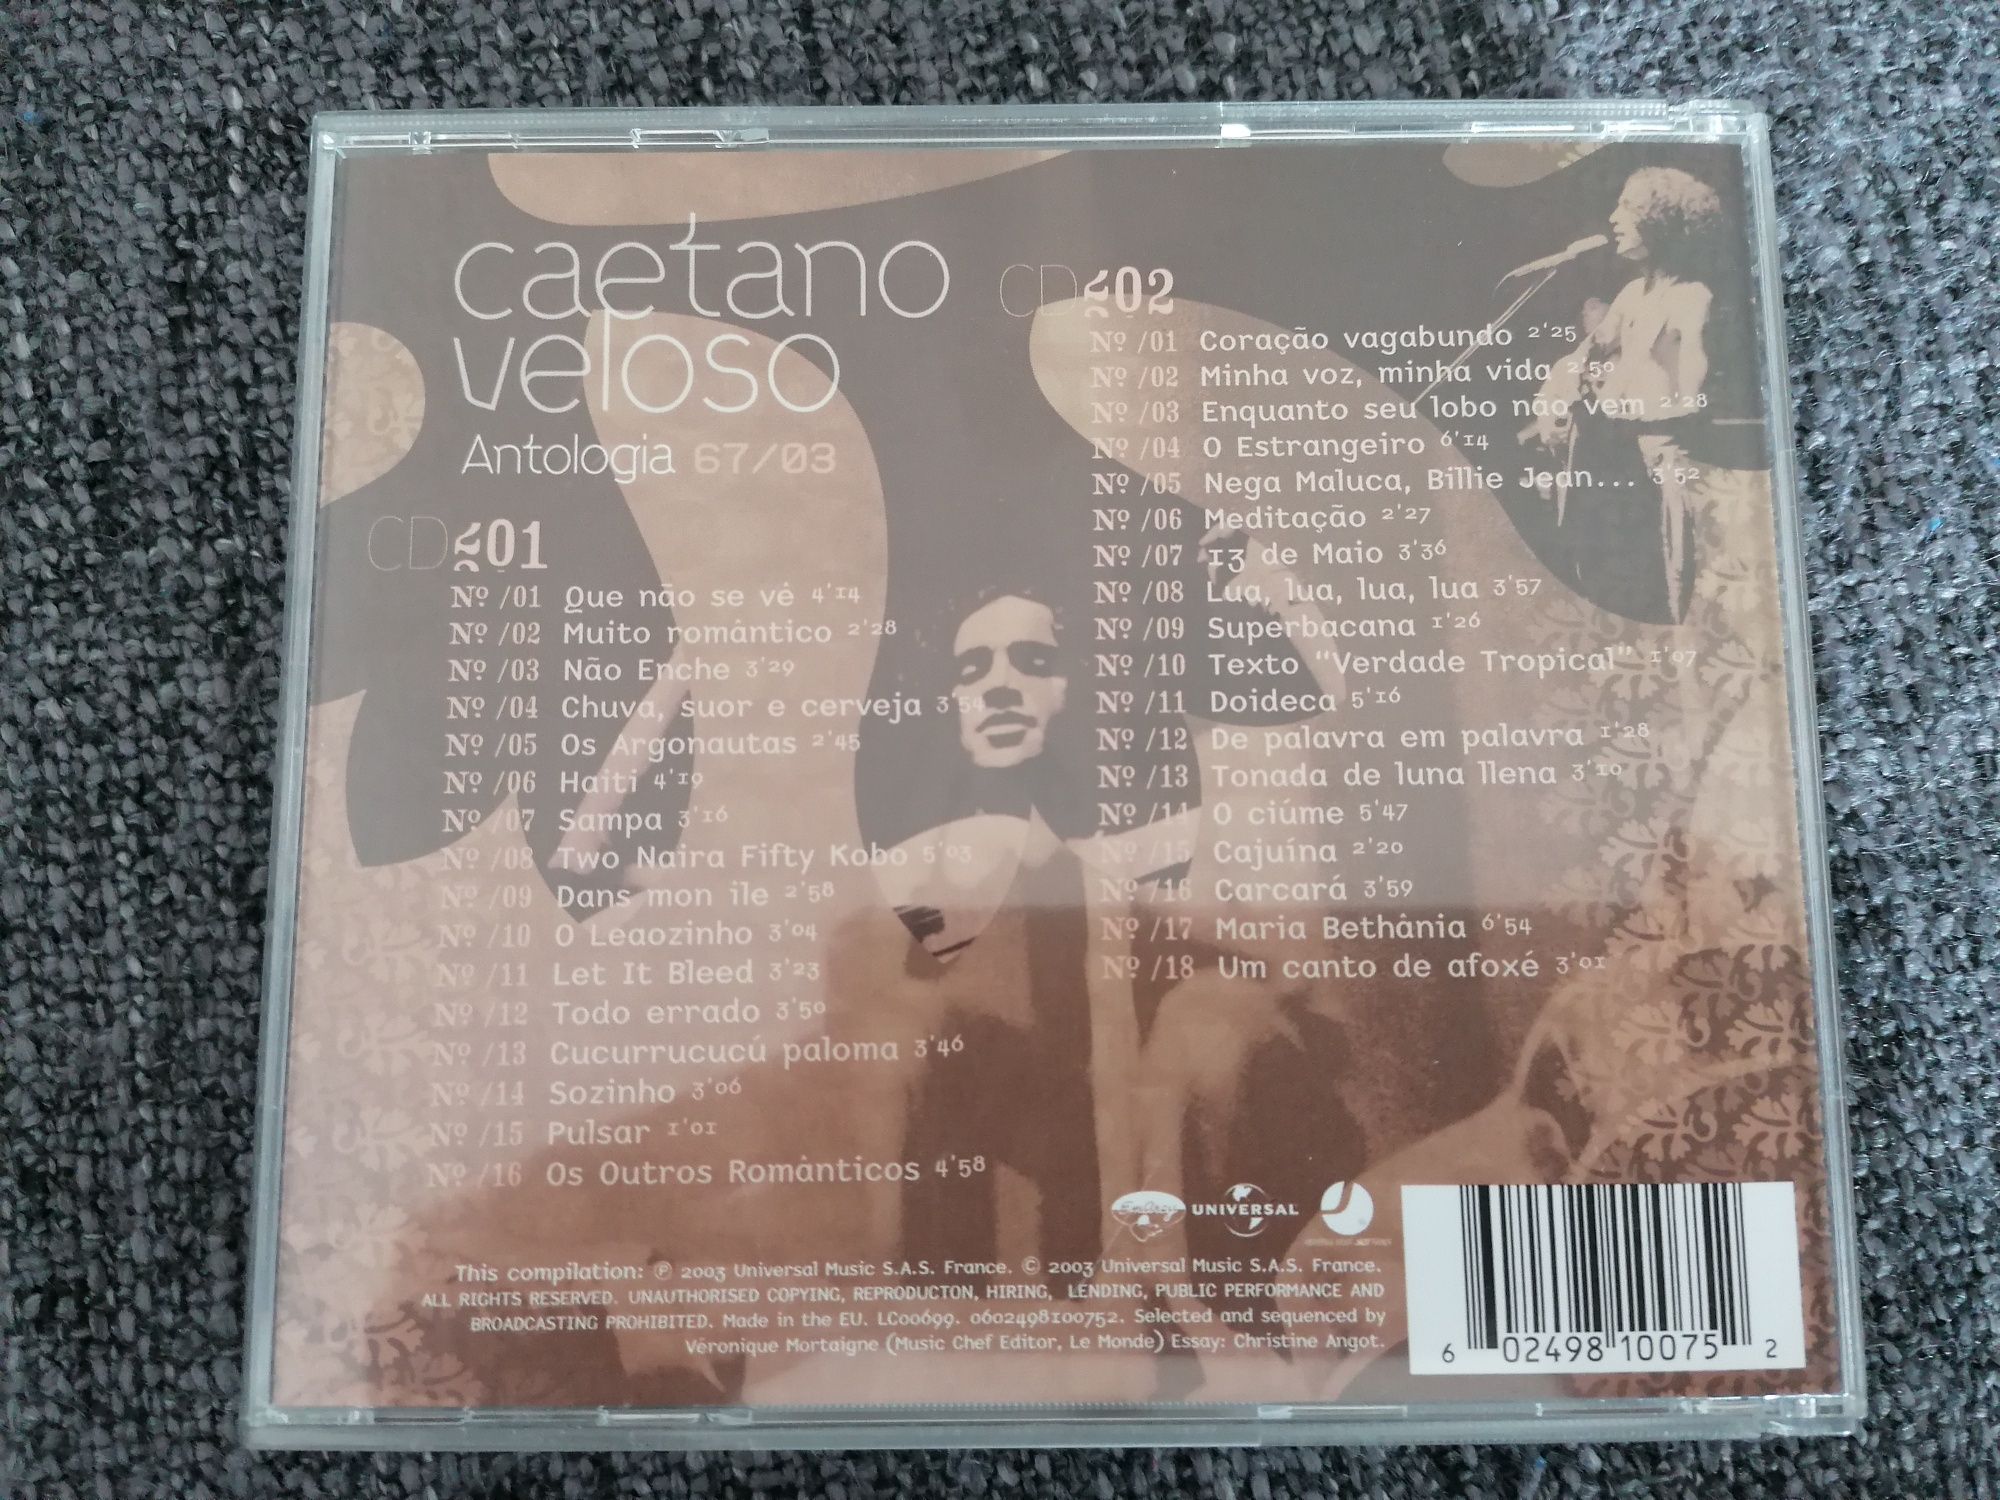 caetano
veloso
Antologia 67/03
CD 01
Nº /01 Que não se vê 4'14
Nº /02 Muito romântico 2'28
Nº /03 Não Enche 3'29
Nº /04 Chuva, suor e cerveja 3'54
Nº /05 Os Argonautas 2'45
Nº /06 Haiti 4'19
Nº /07 Sampa 3'16
Nº /08 Two Naira Fifty Kobo 5'03
Nº /09 Dans mon ile 2'58
Nº /10 O Leaozinho 3'04
Nº /11 Let It Bleed 3'23
Nº /12 Todo errado 3'50
Nº /13 Cucurrucucú paloma 3'46
Nº /14 Sozinho 3'06
Nº /15 Pulsar 1'01
Nº /16 Os Outros Românticos 4'58
CD 02
Nº /01 Coração vagabundo 2'25
Nº /02 Minha voz, minha vida 2'50
Nº /03 Enquanto seu lobo não vem 2'28
Nº /04 O Estrangeiro 6'14
Nº /05 Nega Maluca, Billie Jean... 3'52
Nº /06 Meditação 2'27
Nº /07 13 de Maio 3'36
Nº /08 Lua, lua, lua, lua 3'57
Nº /09 Superbacana 1'26
Nº /10 Texto "Verdade Tropical" 1'07
Nº /11 Doideca 5'16
Nº /12 De palavra em palavra 1'28
Nº /13 Tonada de luna llena 3'10
Nº /14 O ciúme 5'47
Nº /15 Cajuína 2'20
Nº /16 Carcará 3'59
Nº /17 Maria Bethânia 6'54
Nº /18 Um canto de afoxé 3'01
EmArcy UNIVERSAL
This compilation: ℗ 2003 Universal Music S.A.S. France. © 2003 Universal Music S.A.S. France.
ALL RIGHTS RESERVED. UNAUTHORISED COPYING, REPRODUCTON, HIRING, LENDING, PUBLIC PERFORMANCE AND
BROADCASTING PROHIBITED. Made in the EU. LC00699. 0602498100752. Selected and sequenced by
Véronique Mortaigne (Music Chef Editor, Le Monde) Essay: Christine Angot.
6 02498 10075 2